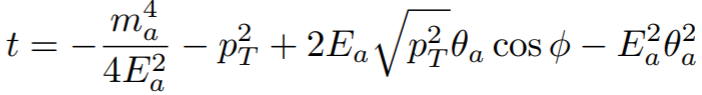 t = -\frac{m_a^4}{4E_a^2} - p_T^2 + 2E_a\sqrt{p_T^2}\theta_a \cos\phi - E_a^2\theta_a^2